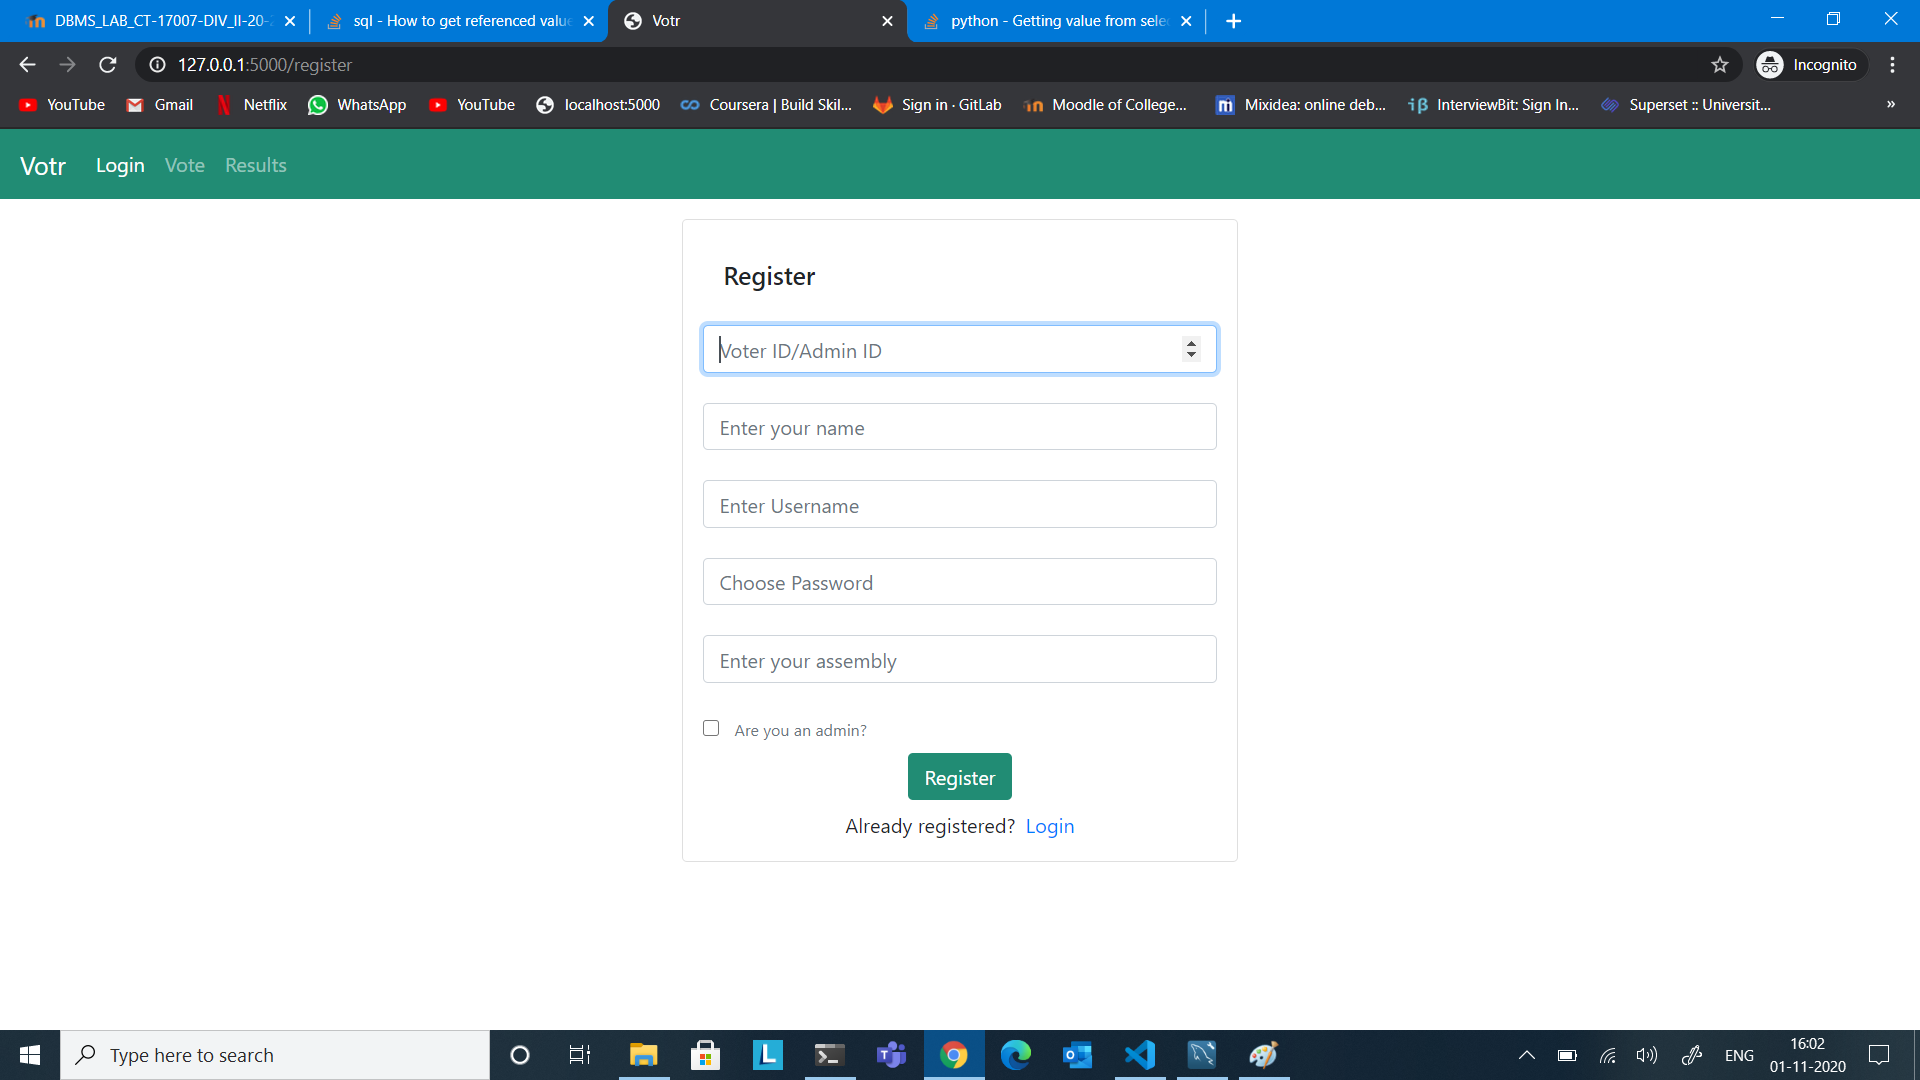 DBMS_LAB_CT-17007-DIV_II-20-
sql - How to get referenced value
Votr
python - Getting value from selec
127.0.0.1:5000/register
Incognito
YouTube
Gmail
Netflix
WhatsApp
YouTube
localhost:5000
Coursera | Build Skil...
Sign in · GitLab
Moodle of College...
Mixidea: online deb...
InterviewBit: Sign In...
Superset :: Universit...
»
Votr
Login
Vote
Results
Register
Voter ID/Admin ID
Enter your name
Enter Username
Choose Password
Enter your assembly
Are you an admin?
Register
Already registered? Login
Type here to search
ENG
16:02
01-11-2020